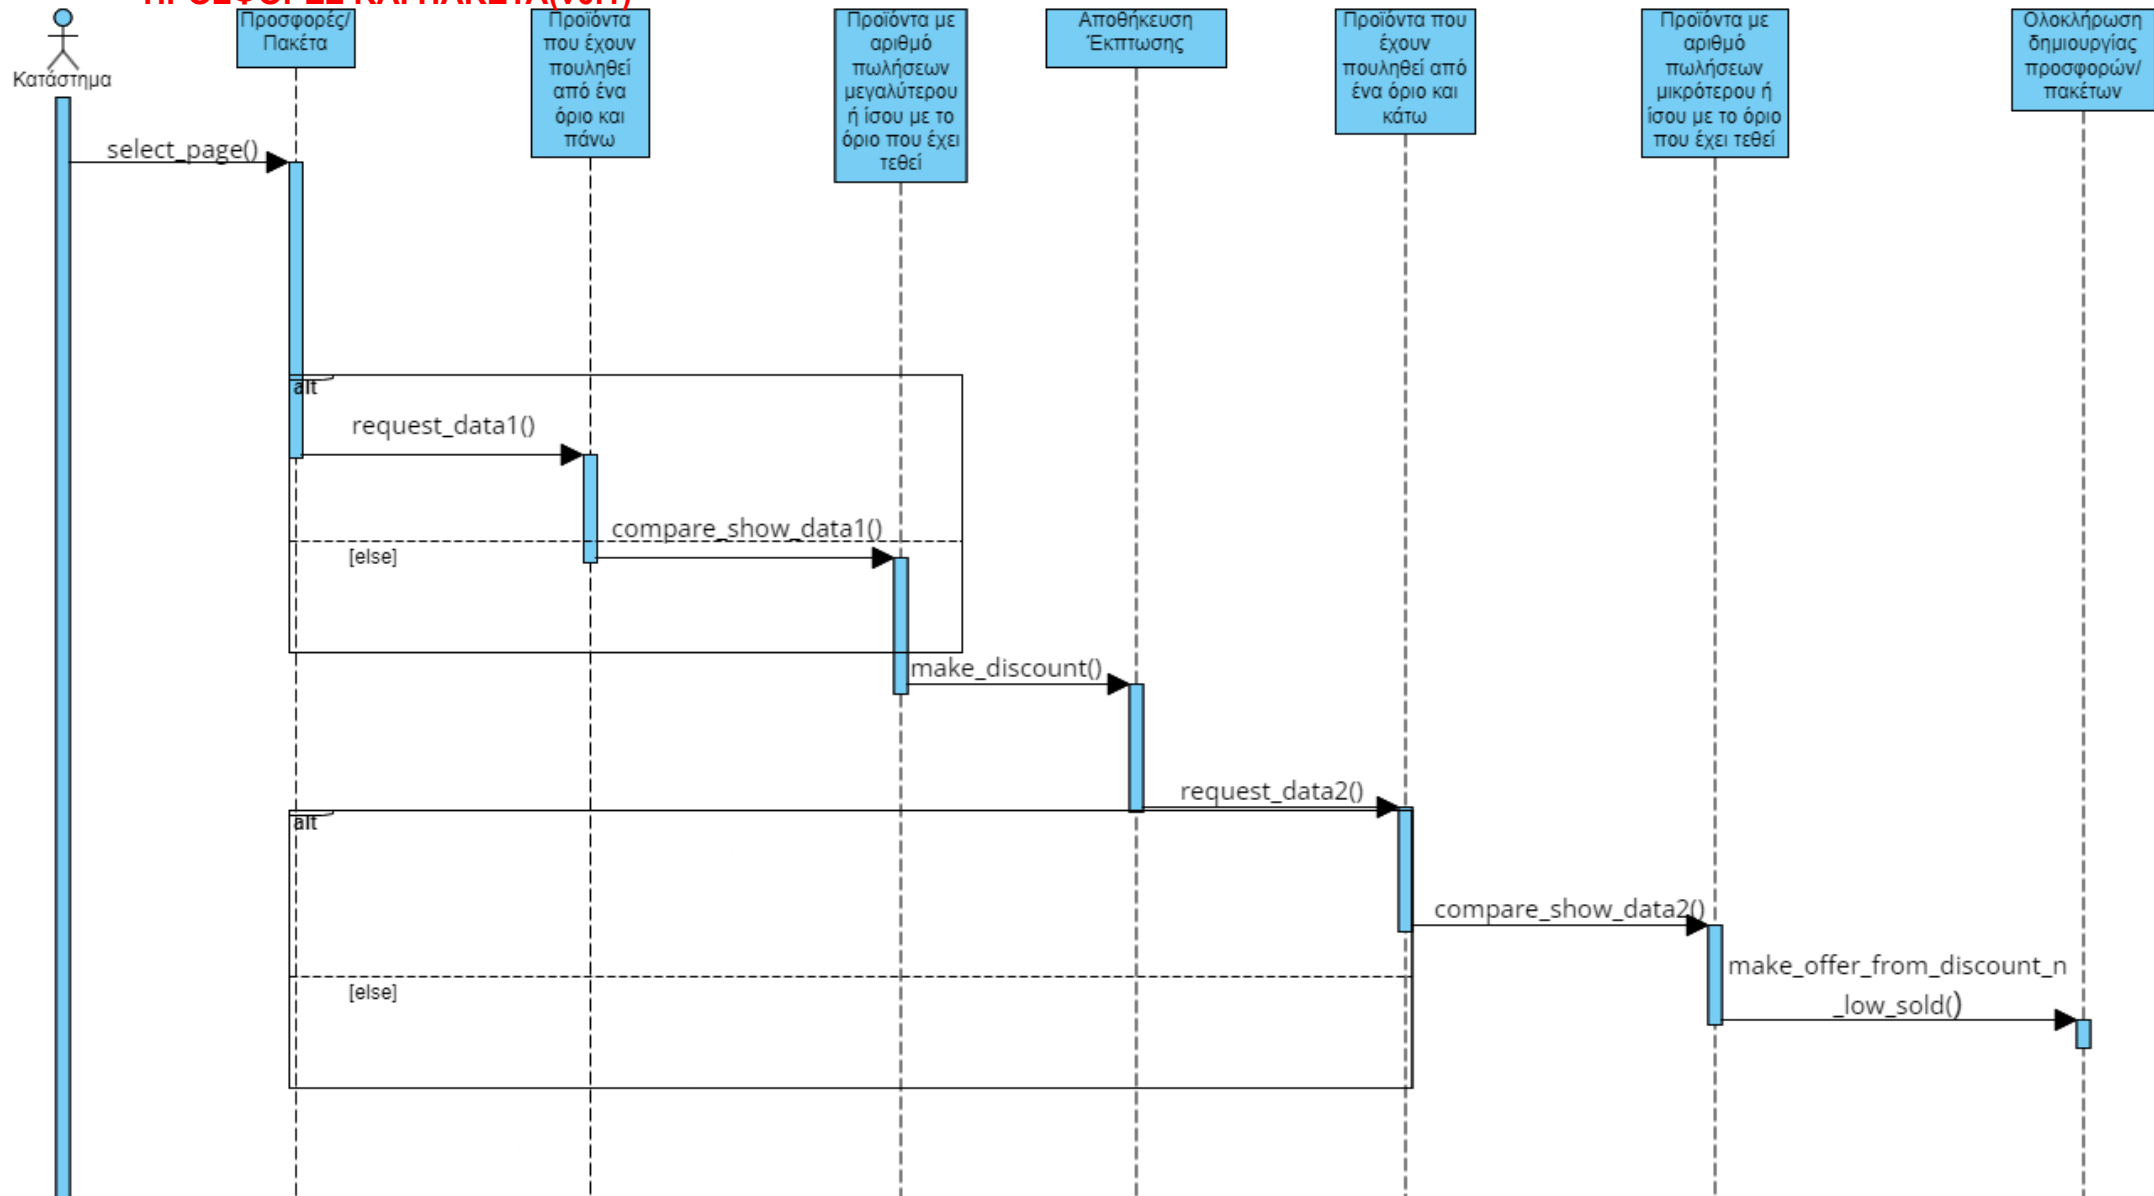 ΠΡΟΣΦΟΡΕΣ ΚΑΙ ΠΑΚΕΤΑ
Κατάστημα
Προσφορές/
Πακέτα
Προϊόντα
που έχουν
πουληθεί
από ένα
όριο και
πάνω
Προϊόντα με
αριθμό
πωλήσεων
μεγαλύτερου
ή ίσου με το
όριο που έχει
τεθεί
Αποθήκευση
Έκπτωσης
Προϊόντα που
έχουν
πουληθεί από
ένα όριο και
κάτω
Προϊόντα με
αριθμό
πωλήσεων
μικρότερου ή
ίσου με το όριο
που έχει τεθεί
Ολοκλήρωση
δημιουργίας
προσφορών/
πακέτων
select_page()
alt
request_data1()
compare_show_data1()
[else]
make_discount()
request_data2()
alt
compare_show_data2()
make_offer_from_discount_n
[else]
_low_sold()